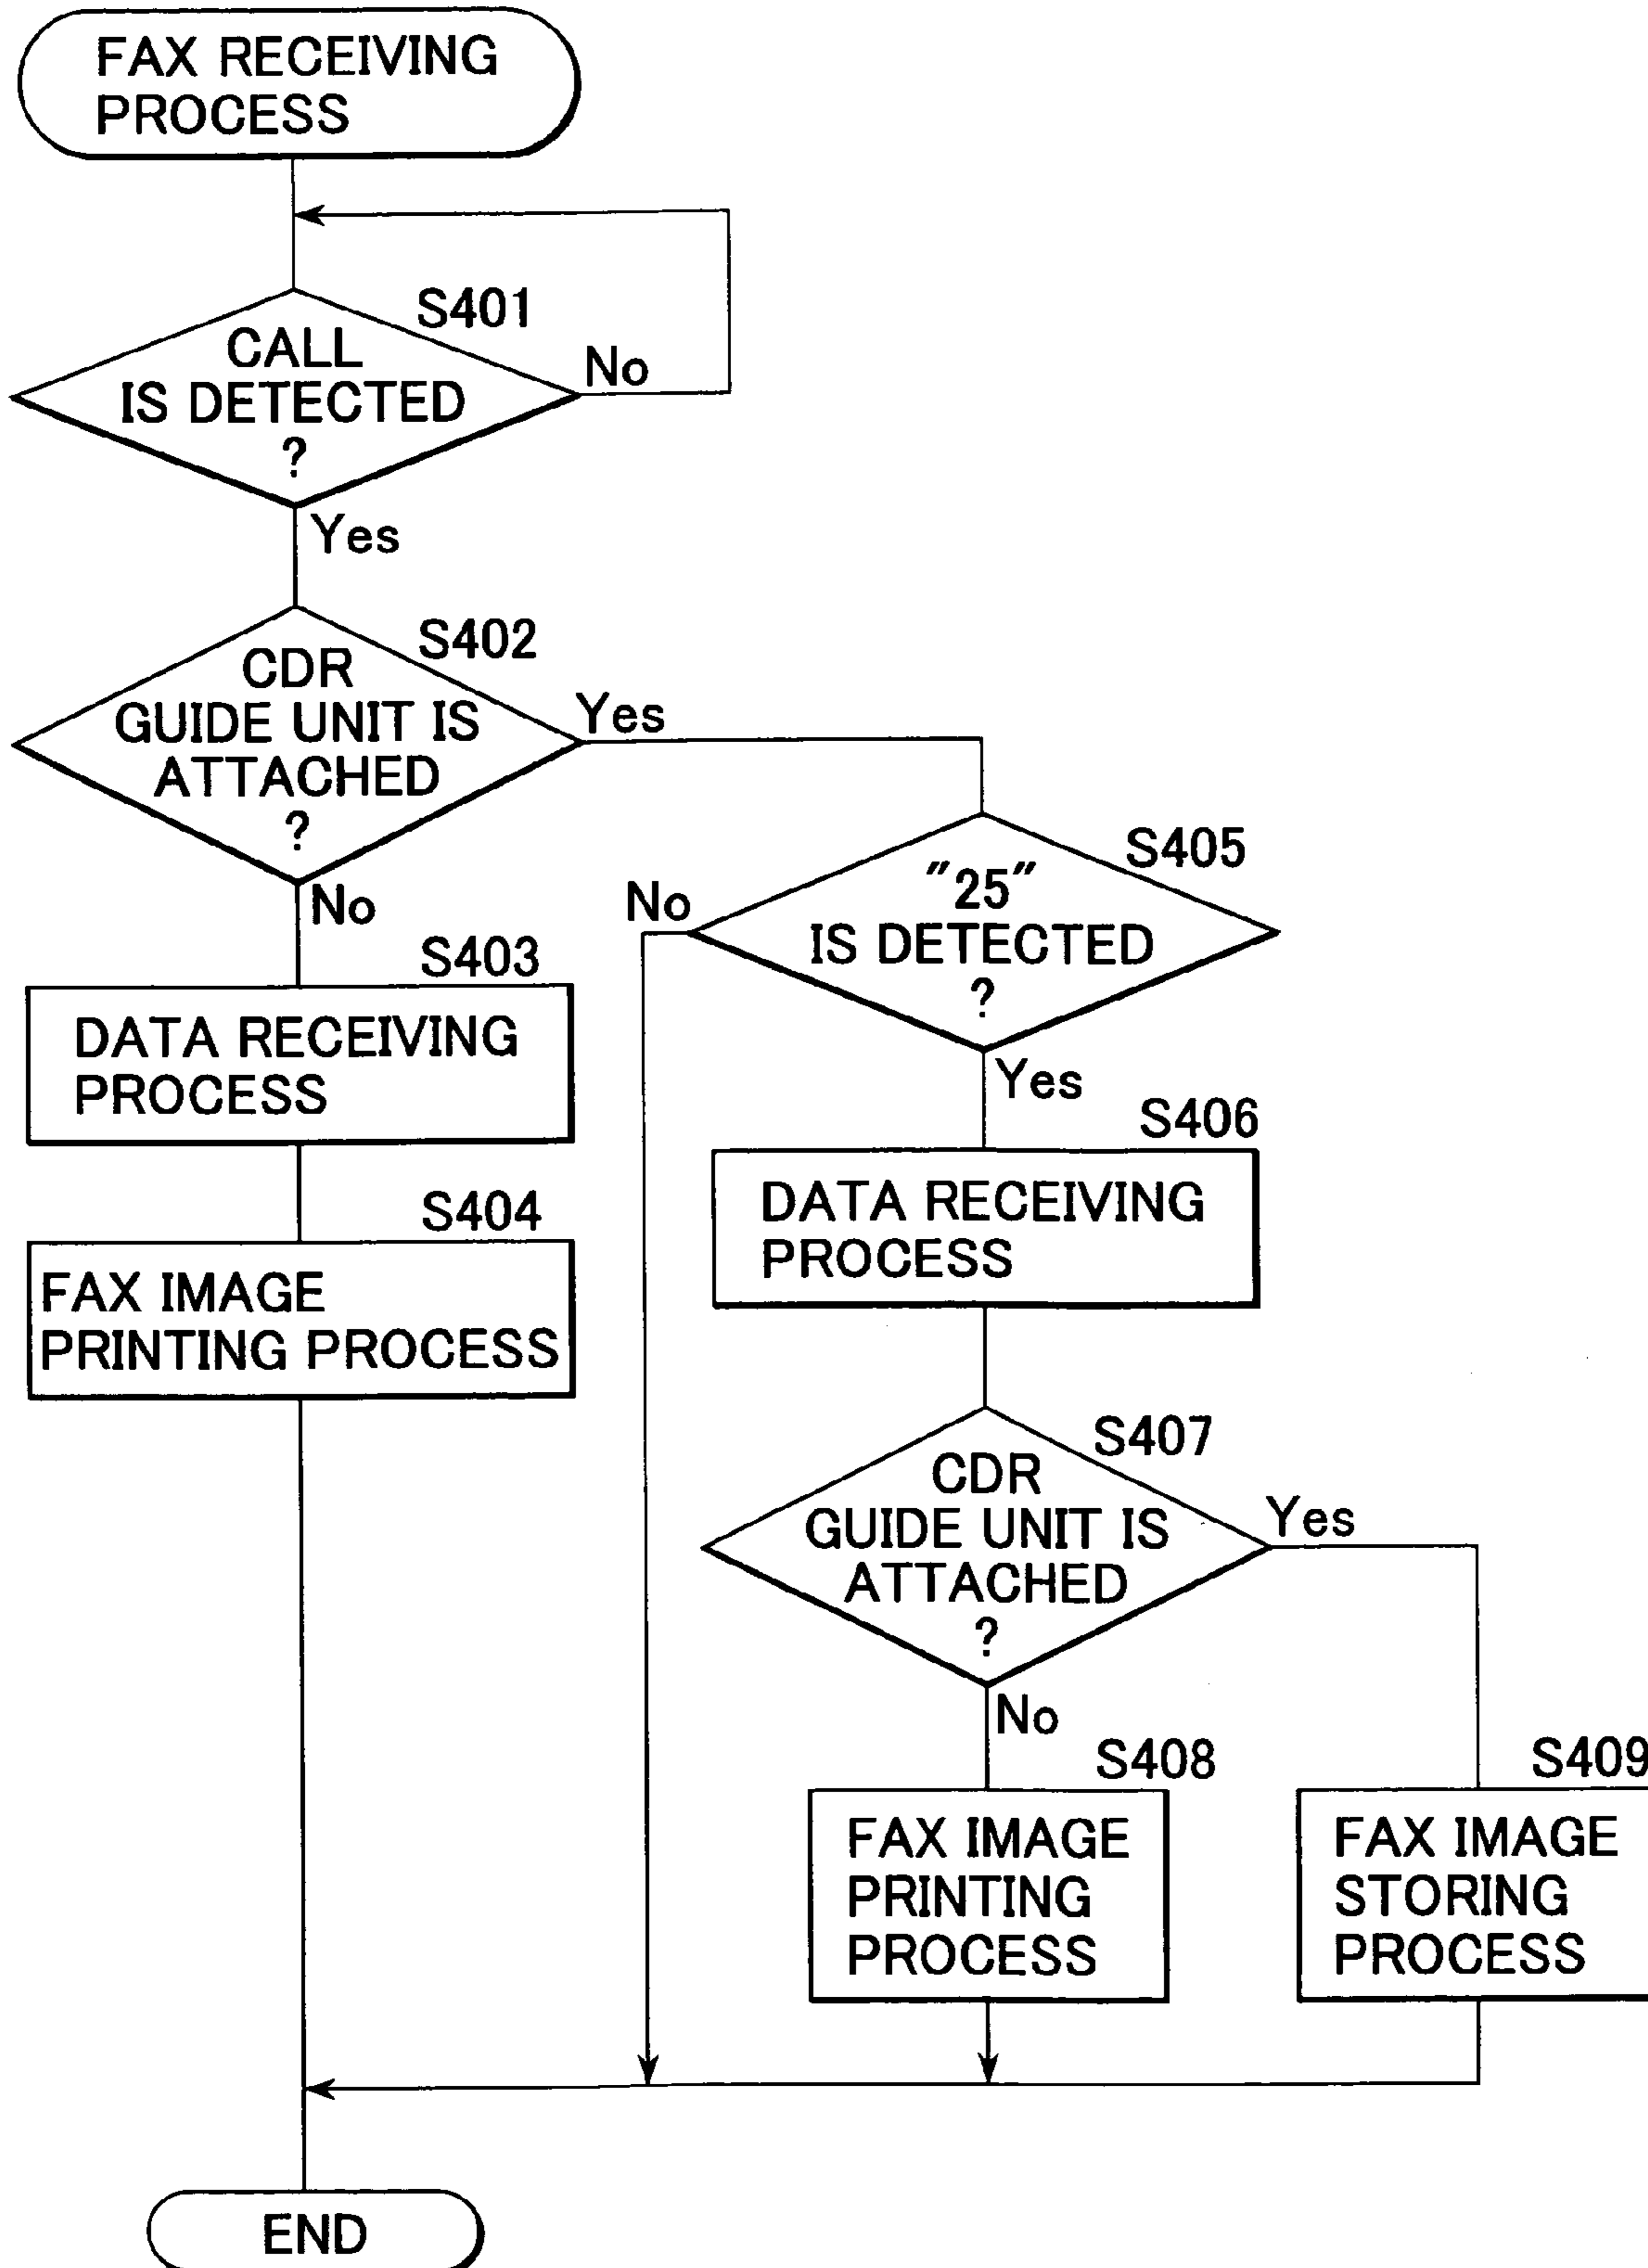 FAX RECEIVING
PROCESS
S401
CALL
IS DETECTED
?
No
Yes
S402
CDR
GUIDE UNIT IS
ATTACHED
?
Yes
No
S403
DATA RECEIVING
PROCESS
S404
FAX IMAGE
PRINTING PROCESS
S405
"25"
IS DETECTED
?
No
Yes
S406
DATA RECEIVING
PROCESS
S407
CDR
GUIDE UNIT IS
ATTACHED
?
Yes
No
S408
FAX IMAGE
PRINTING
PROCESS
S409
FAX IMAGE
STORING
PROCESS
END